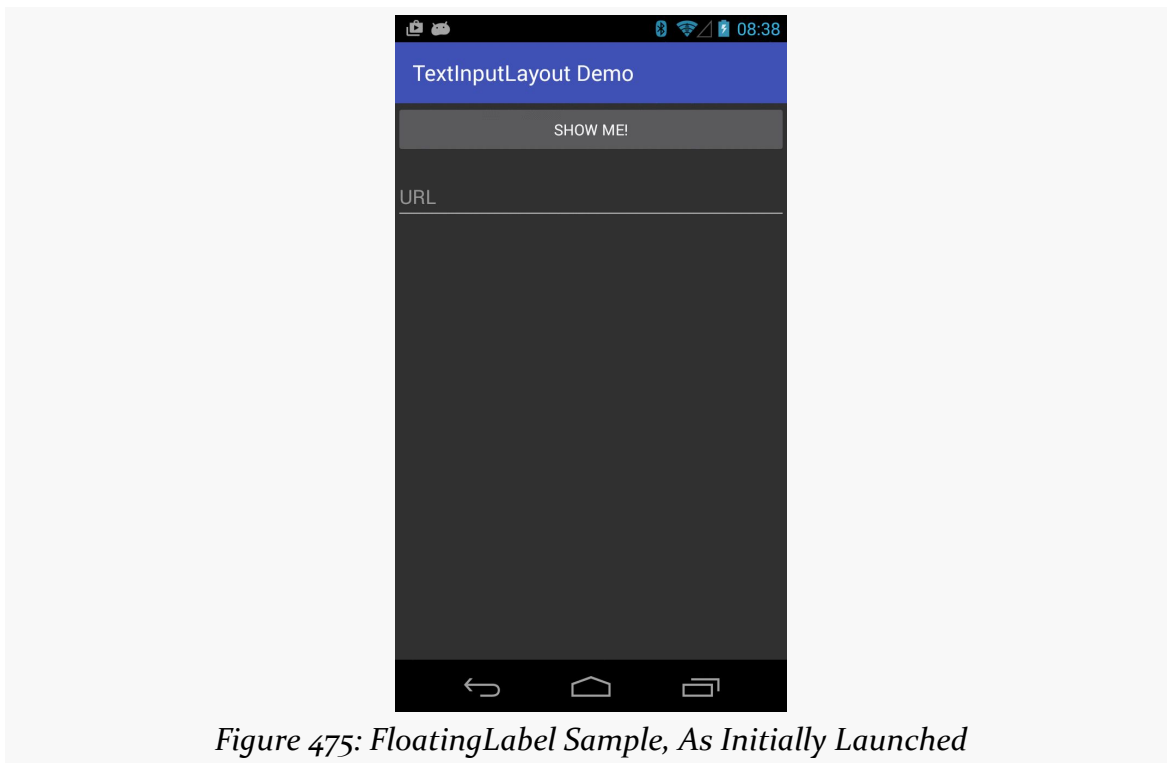 08:38
TextInputLayout Demo
SHOW ME!
URL
Figure 475: FloatingLabel Sample, As Initially Launched